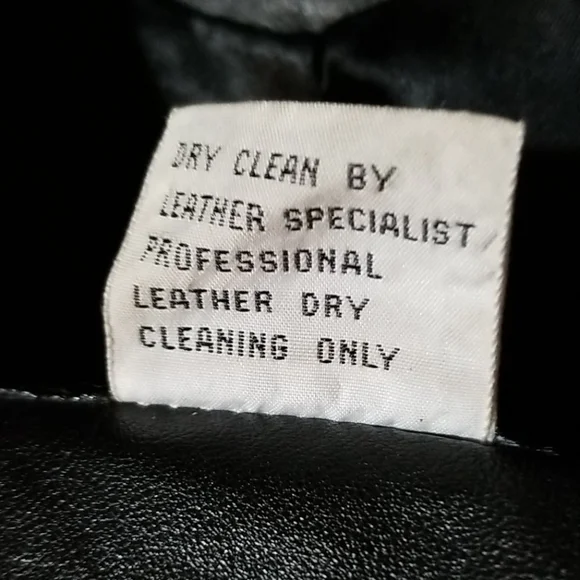 DRY CLEAN BY
LEATHER SPECIALIST
PROFESSIONAL
LEATHER DRY
CLEANING ONLY